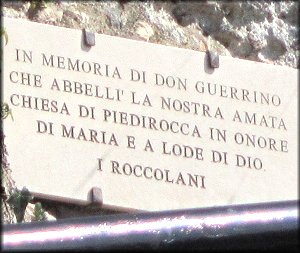 IN MEMORIA DI DON GUERRINO
CHE ABBELLI' LA NOSTRA AMATA
CHIESA DI PIEDIROCCA IN ONORE
DI MARIA E A LODE DI DIO.
I ROCCOLANI